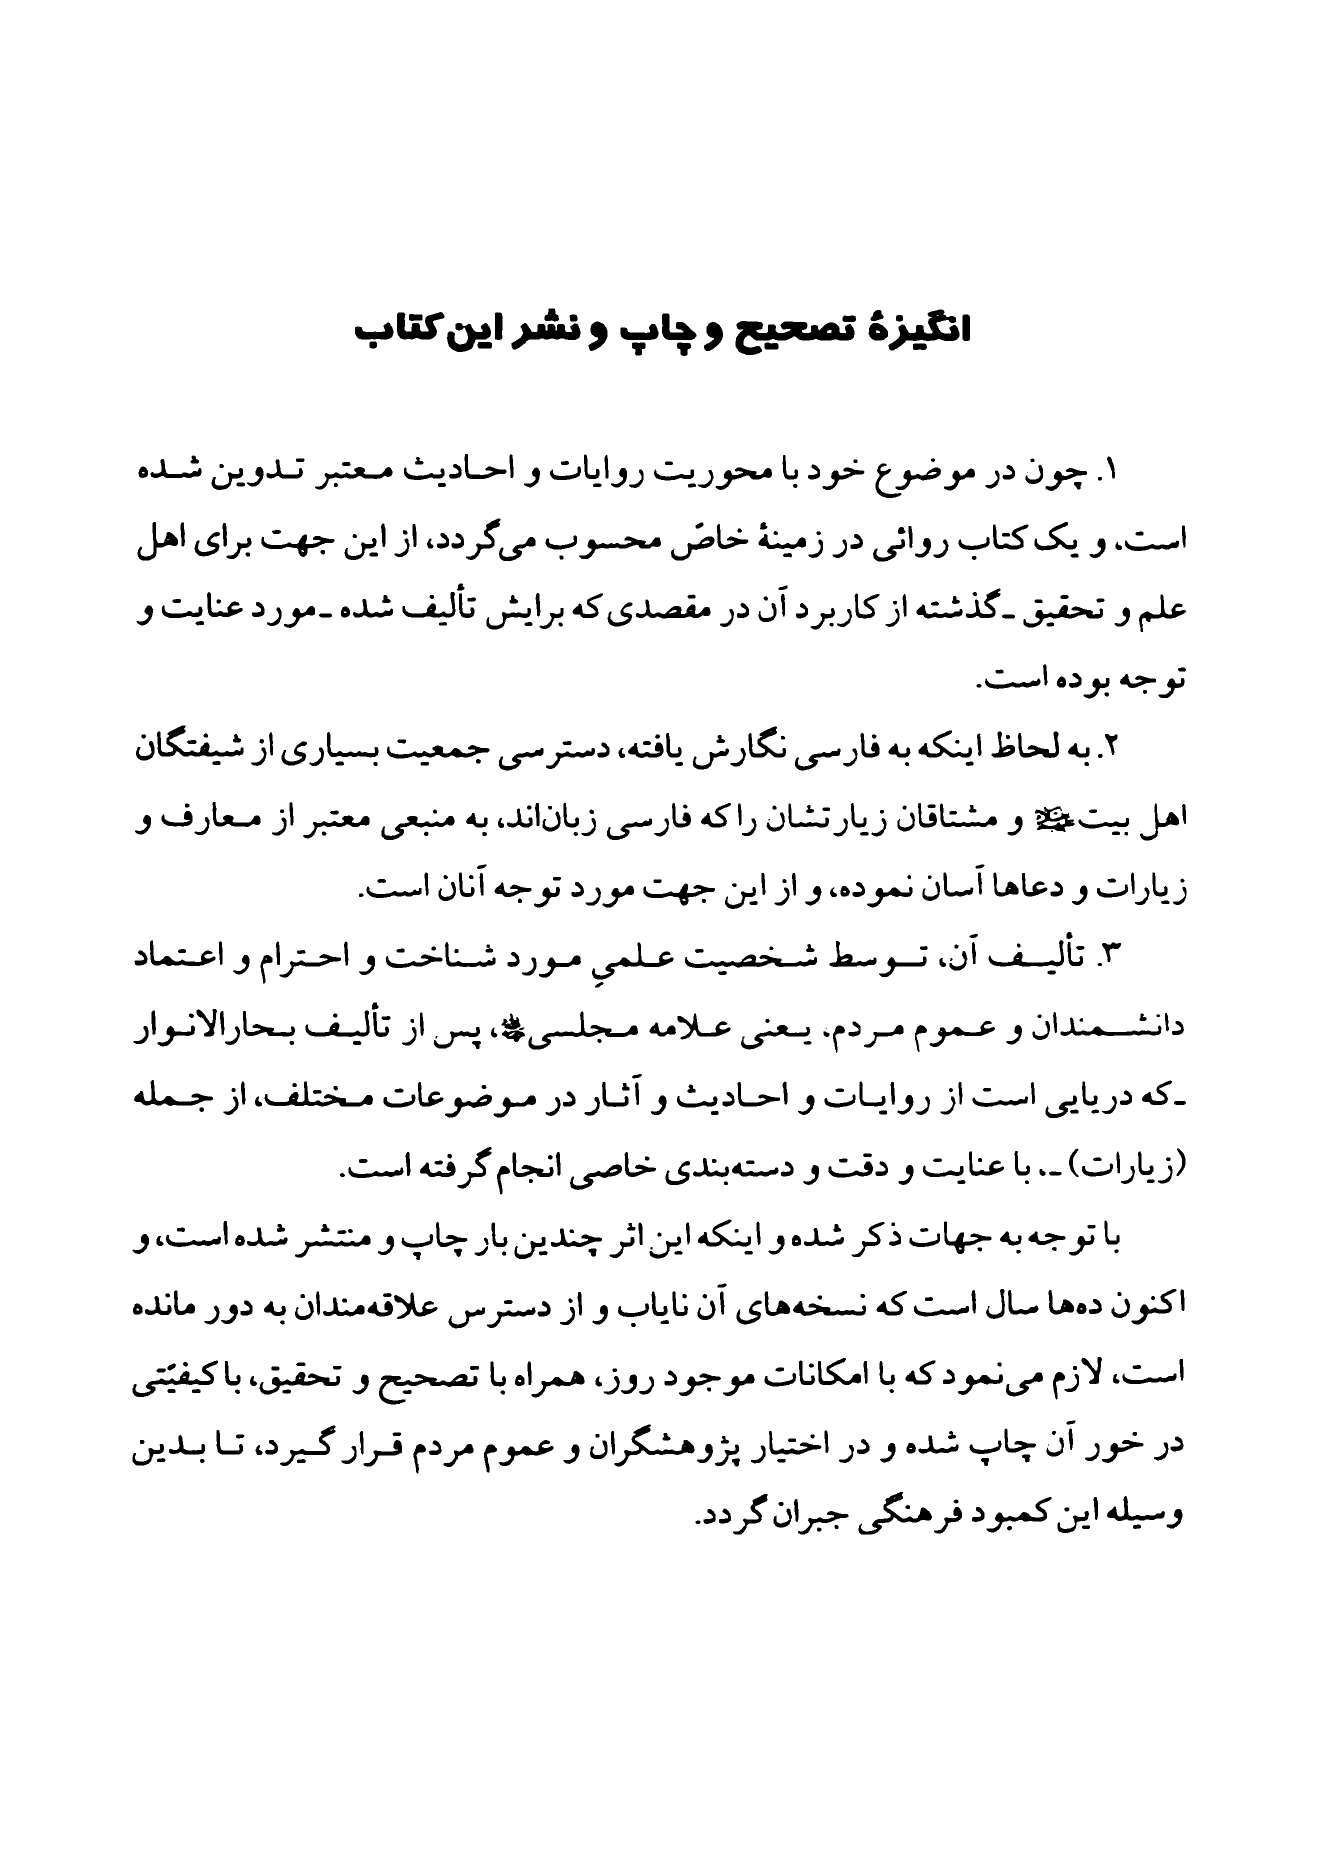 انگیزهٔ تصحیح و چاپ و نشر این کتاب
۱. چون در موضوع خود با محوریت روایات و احادیث معتبر تدوین شده
است، و یک کتاب روائی در زمینهٔ خاصّ محسوب می‌گردد، از این جهت برای اهل
علم و تحقیق ـ گذشته از کاربرد آن در مقصدی که برایش تألیف شده ـ مورد عنایت و
توجه بوده است.
۲. به لحاظ اینکه به فارسی نگارش یافته، دسترسی جمعیت بسیاری از شیفتگان
اهل بیت و مشتاقان زیارتشان را که فارسی زبان‌اند، به منبعی معتبر از معارف و
زیارات و دعاها آسان نموده، و از این جهت مورد توجه آنان است.
۳. تألیف آن، توسط شخصیت علمیِ مورد شناخت و احترام و اعتماد
دانشمندان و عموم مردم، یعنی علامه مجلسی، پس از تألیف بحارالانوار
ـ که دریایی است از روایات و احادیث و آثار در موضوعات مختلف، از جمله
(زیارات) ـ، با عنایت و دقت و دسته‌بندی خاصی انجام گرفته است.
با توجه به جهات ذکر شده و اینکه این اثر چندین بار چاپ و منتشر شده است، و
اکنون ده‌ها سال است که نسخه‌های آن نایاب و از دسترس علاقه‌مندان به دور مانده
است، لازم می‌نمود که با امکانات موجود روز، همراه با تصحیح و تحقیق، با کیفیّتی
در خور آن چاپ شده و در اختیار پژوهشگران و عموم مردم قرار گیرد، تا بدین
وسیله این کمبود فرهنگی جبران گردد.